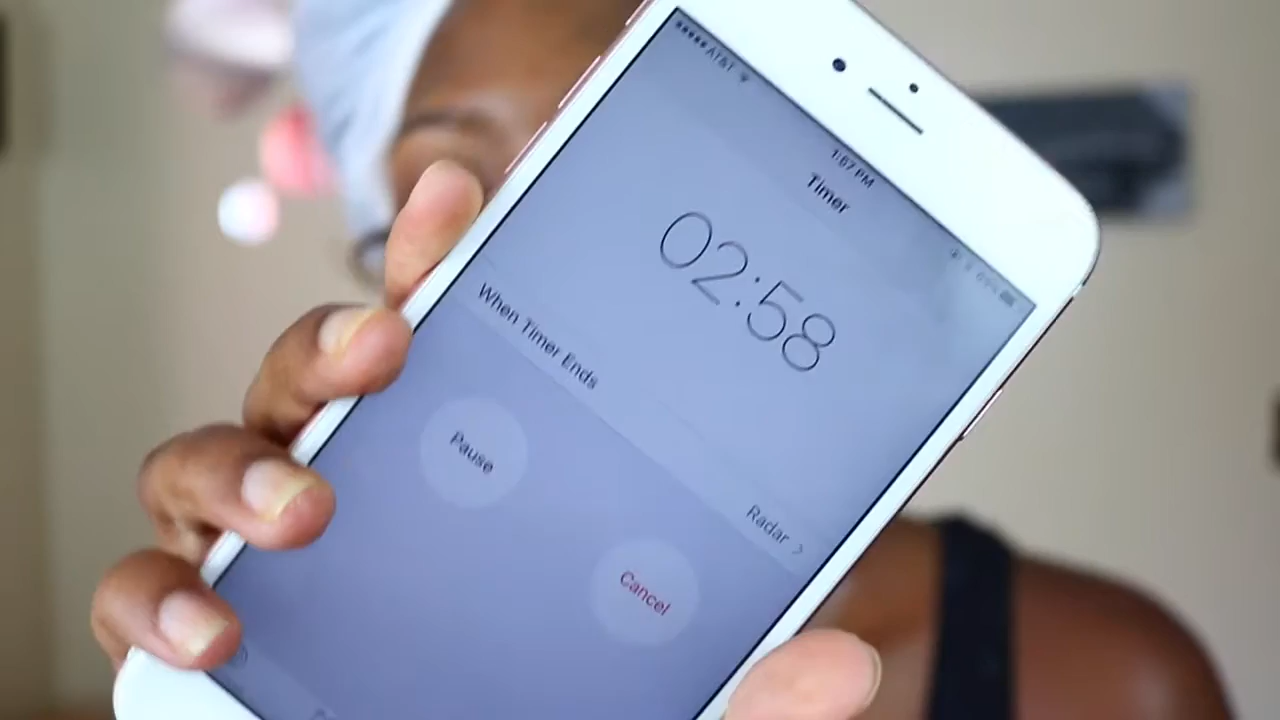 AT&T
1:57 PM
Timer
02:58
When Timer Ends
Radar >
Pause
Cancel